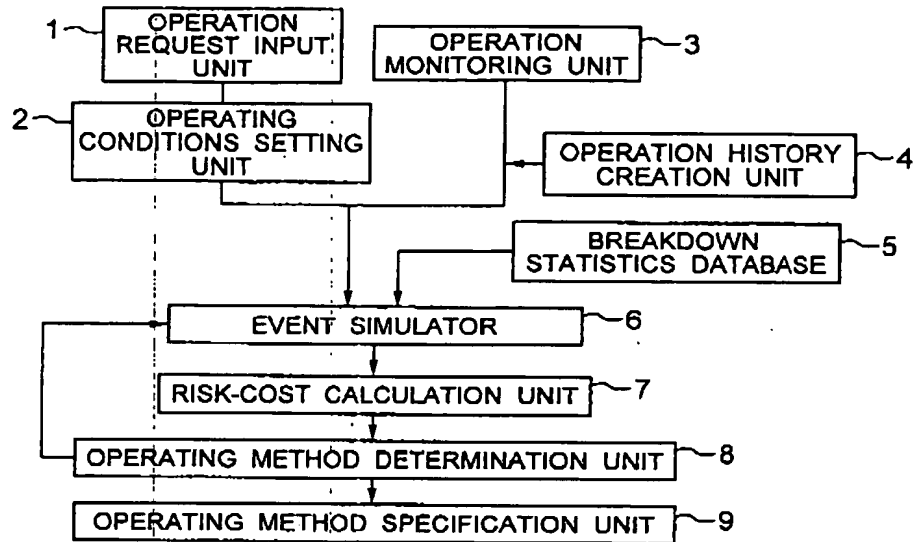 1
OPERATION
REQUEST INPUT
UNIT
OPERATION
MONITORING UNIT
3
2
OPERATING
CONDITIONS SETTING
UNIT
OPERATION HISTORY
CREATION UNIT
4
BREAKDOWN
STATISTICS DATABASE
5
EVENT SIMULATOR
6
RISK-COST CALCULATION UNIT
7
OPERATING METHOD DETERMINATION UNIT
8
OPERATING METHOD SPECIFICATION UNIT
9